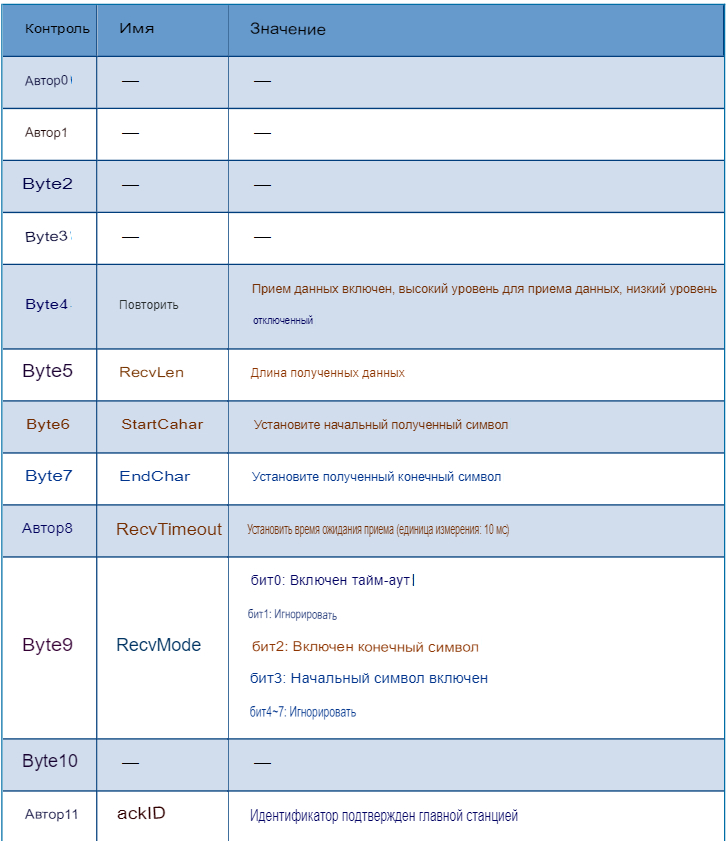 Контроль Имя Значение
Автор0 — —
Автор1 — —
Byte2 — —
Byte3 — —
Byte4 Повторить Прием данных включен, высокий уровень для приема данных, низкий уровень
отключенный
Byte5 RecvLen Длина полученных данных
Byte6 StartCahar Установите начальный полученный символ
Byte7 EndChar Установите полученный конечный символ
Автор8 RecvTimeout Установить время ожидания приема (единица измерения: 10 мс)
бит0: Включен тайм-аут
бит1: Игнорировать
Byte9 RecvMode бит2: Включен конечный символ
бит3: Начальный символ включен
бит4~7: Игнорировать
Byte10 — —
Автор11 ackID Идентификатор подтвержден главной станцией